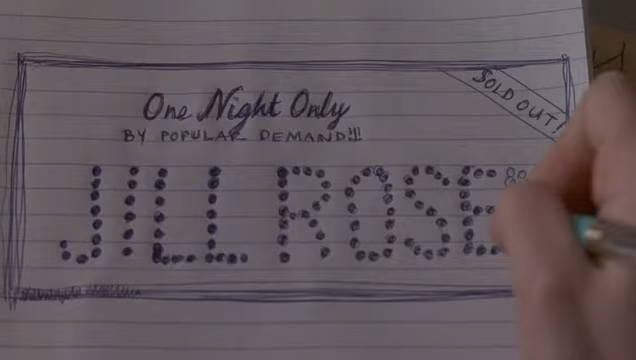 One Night Only
SOLD OUT!
BY POPULAR DEMAND!!!
JILL ROSE